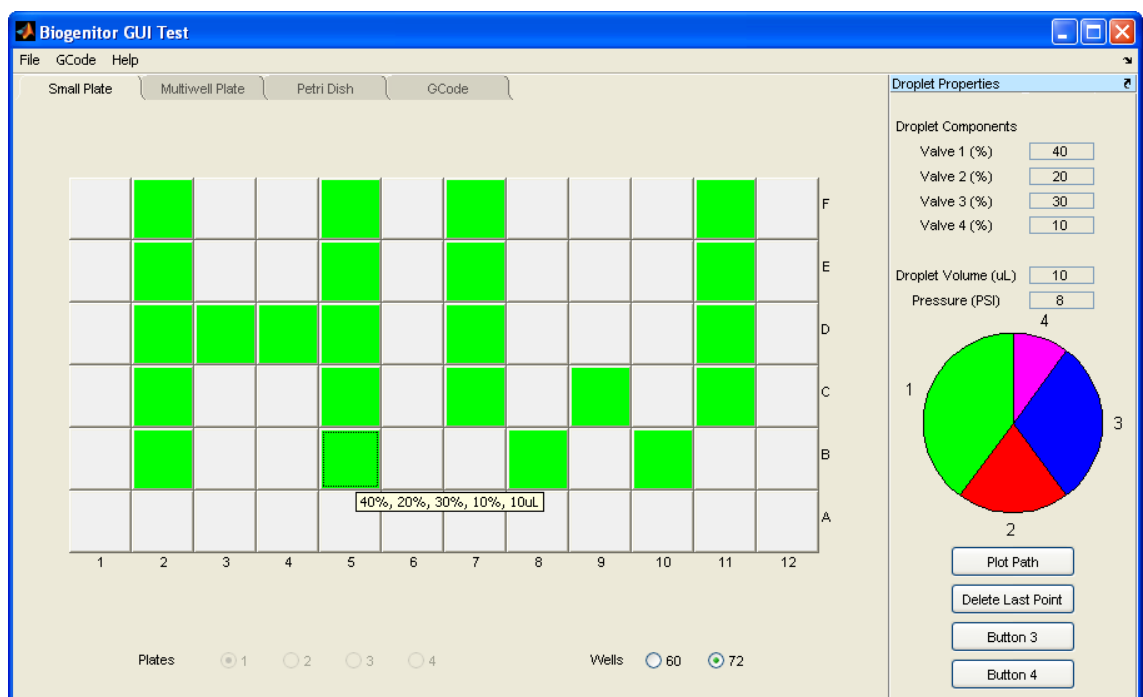 Biogenitor GUI Test
File GCode Help
Small Plate Multiwell Plate Petri Dish GCode
Droplet Properties
Droplet Components
Valve 1 (%) 40
Valve 2 (%) 20
Valve 3 (%) 30
Valve 4 (%) 10
Droplet Volume (uL) 10
Pressure (PSI) 8
4
1
3
2
F
E
D
C
B
40%, 20%, 30%, 10%, 10uL
A
1 2 3 4 5 6 7 8 9 10 11 12
Plates 1 2 3 4 Wells 60 72
Plot Path
Delete Last Point
Button 3
Button 4